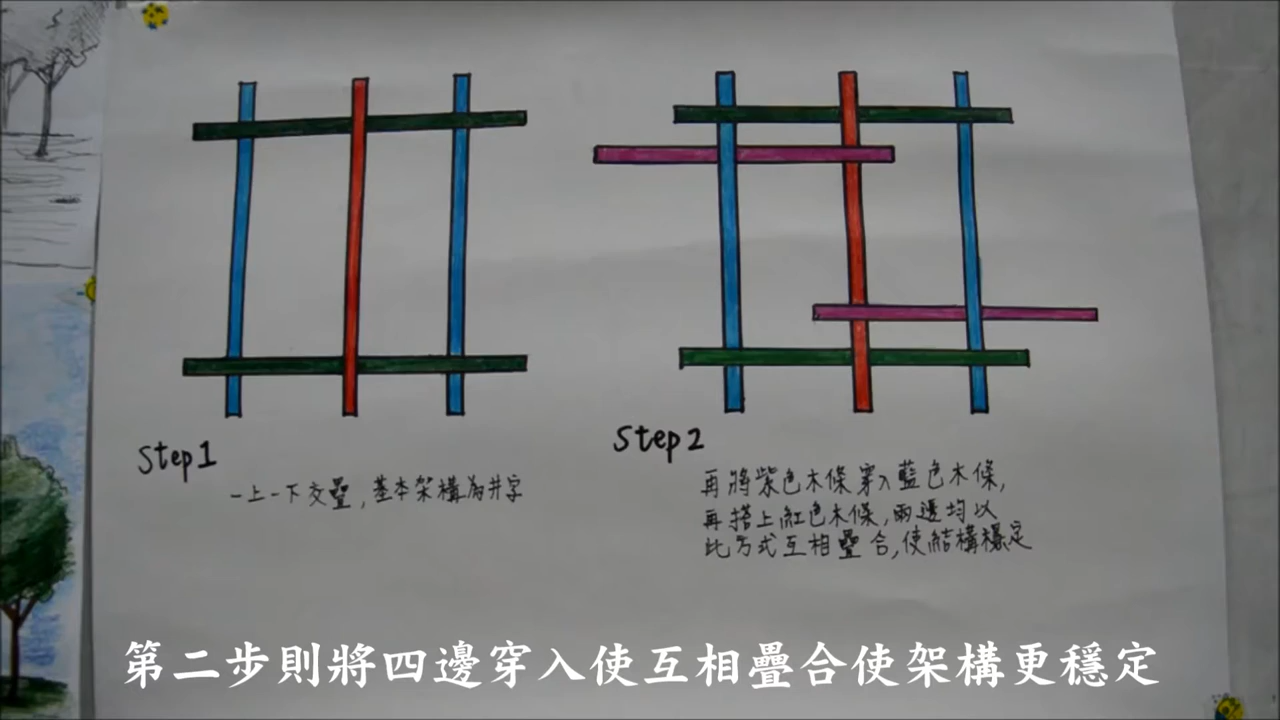 Step 1
一上一下交疊，基本架構為井字
Step 2
再將紫色木條穿入藍色木條，
再搭上紅色木條，兩邊均以
此方式互相疊合，使結構穩定
第二步則將四邊穿入使互相疊合使架構更穩定